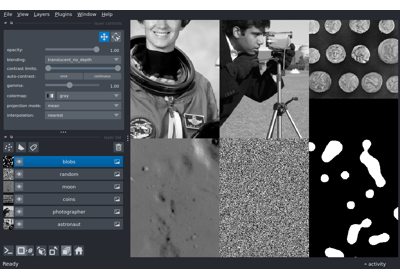 File View Layers Plugins Window Help
opacity: 1.00
blending: translucent_no_depth
contrast limits:
auto-contrast: once continuous
gamma: 1.00
colormap: gray
projection mode: mean
interpolation: nearest
blobs
random
moon
coins
photographer
astronaut
Ready activity